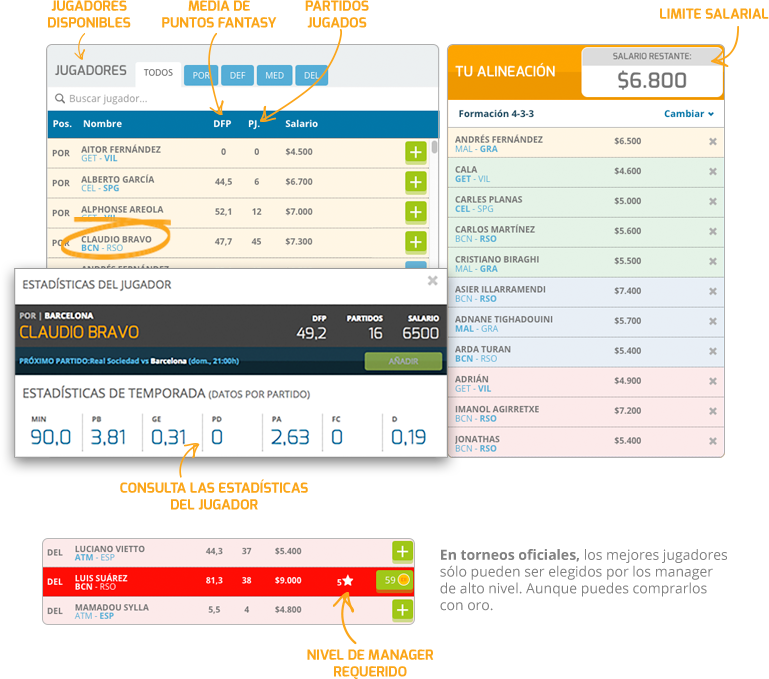 JUGADORES
DISPONIBLES
MEDIA DE
PUNTOS FANTASY
PARTIDOS
JUGADOS
LIMITE SALARIAL
JUGADORES TODOS POR DEF MED DEL
Buscar jugador...
Pos. Nombre DFP PJ. Salario
POR AITOR FERNÁNDEZ 0 0 $4.500
GET - VIL
POR ALBERTO GARCÍA 44,5 6 $6.700
CEL - SPG
POR ALPHONSE AREOLA 52,1 12 $7.000
GET - VIL
POR CLAUDIO BRAVO 47,7 45 $7.300
BCN - RSO
ANDRÉS FERNÁNDEZ
TU ALINEACIÓN
SALARIO RESTANTE:
$6.800
Formación 4-3-3 Cambiar
ANDRÉS FERNÁNDEZ $6.500
MAL - GRA
CALA $4.600
GET - VIL
CARLES PLANAS $5.000
CEL - SPG
CARLOS MARTÍNEZ $5.600
BCN - RSO
CRISTIANO BIRAGHI $5.500
MAL - GRA
ASIER ILLARRAMENDI $7.400
BCN - RSO
ADNANE TIGHADOUINI $5.700
MAL - GRA
ARDA TURAN $5.400
BCN - RSO
ADRIÁN $4.900
GET - VIL
IMANOL AGIRRETXE $7.200
BCN - RSO
JONATHAS $5.400
BCN - RSO
ESTADÍSTICAS DEL JUGADOR
POR | BARCELONA
CLAUDIO BRAVO
DFP PARTIDOS SALARIO
49,2 16 6500
PRÓXIMO PARTIDO:Real Sociedad vs Barcelona (dom., 21:00h) AÑADIR
ESTADÍSTICAS DE TEMPORADA (DATOS POR PARTIDO)
MIN PB GE PD PA FC D
90,0 3,81 0,31 0 2,63 0 0,19
CONSULTA LAS ESTADÍSTICAS
DEL JUGADOR
DEL LUCIANO VIETTO 44,3 37 $5.400
ATM - ESP
DEL LUIS SUÁREZ 81,3 38 $9.000 5 59
BCN - RSO
DEL MAMADOU SYLLA 5,5 4 $4.800
ATM - ESP
NIVEL DE MANAGER
REQUERIDO
En torneos oficiales, los mejores jugadores
sólo pueden ser elegidos por los manager
de alto nivel. Aunque puedes comprarlos
con oro.